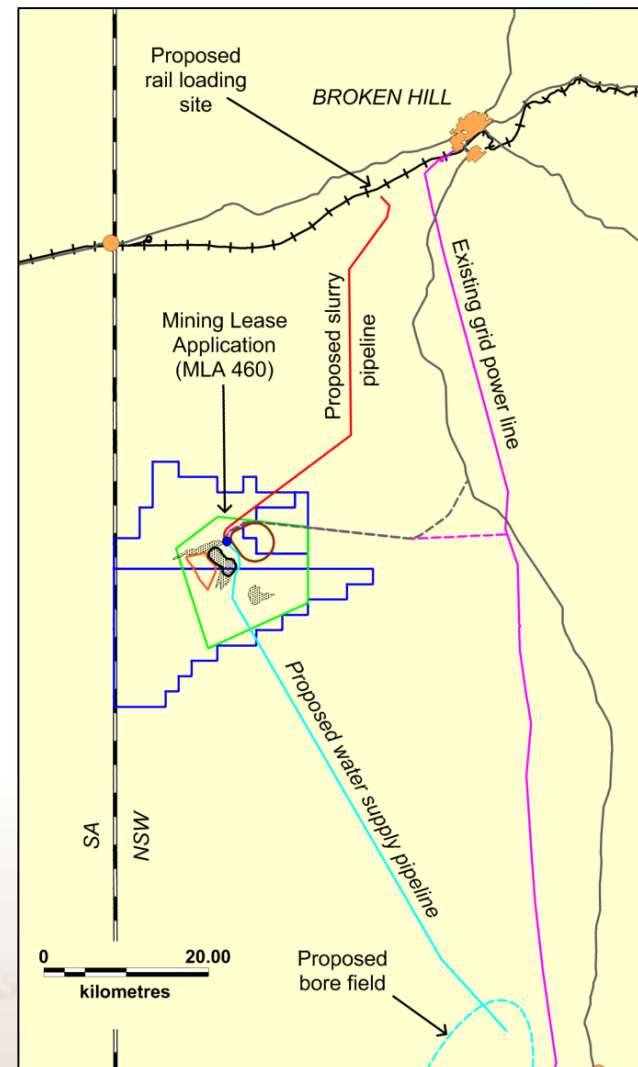 Proposed
rail loading
site
BROKEN HILL
Existing grid power line
Proposed slurry
pipeline
Mining Lease
Application
(MLA 460)
Proposed water supply pipeline
SA
NSW
0 20.00
kilometres
Proposed
bore field